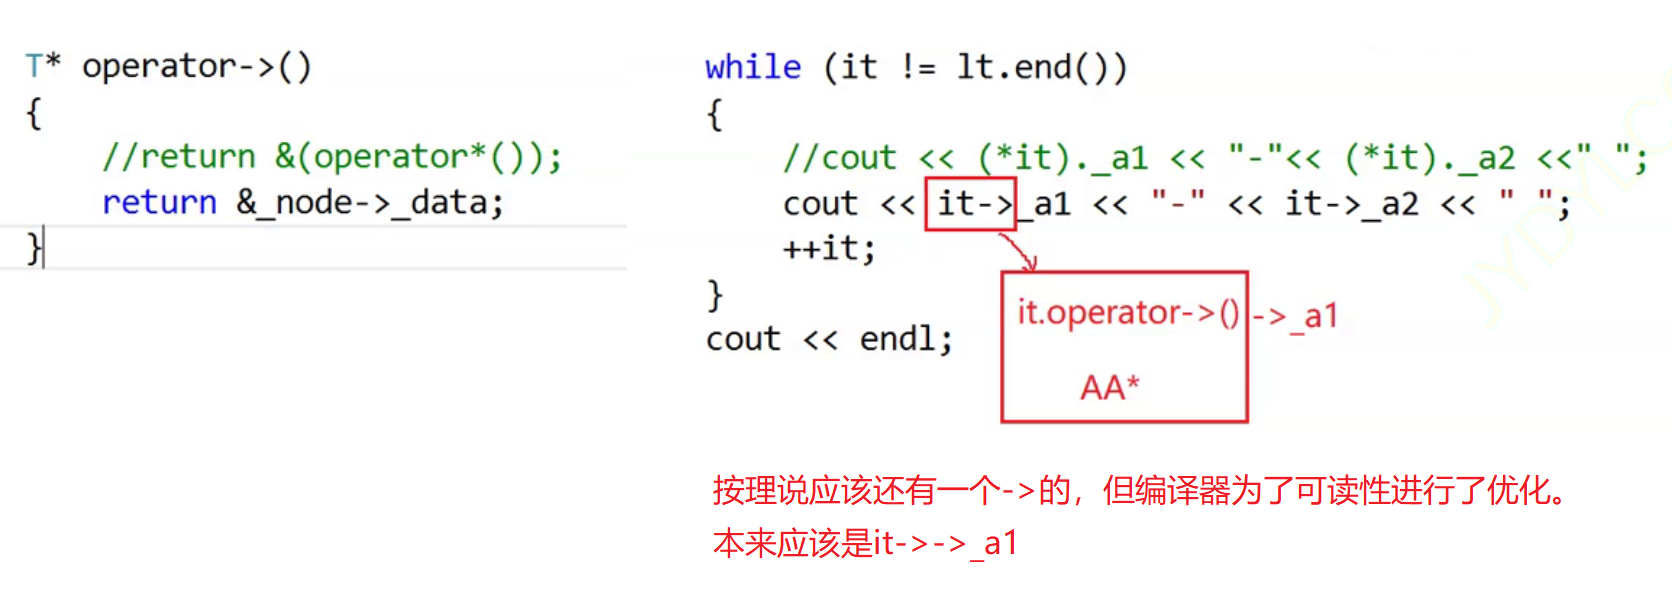 T* operator->()
{
//return &(operator*());
return &_node->_data;
}
while (it != lt.end())
{
//cout << (*it)._a1 << "-"<< (*it)._a2 <<" ";
cout << it->_a1 << "-" << it->_a2 << " ";
++it;
}
cout << endl;
it.operator->()->_a1
AA*
按理说应该还有一个->的，但编译器为了可读性进行了优化。
本来应该是it->->_a1